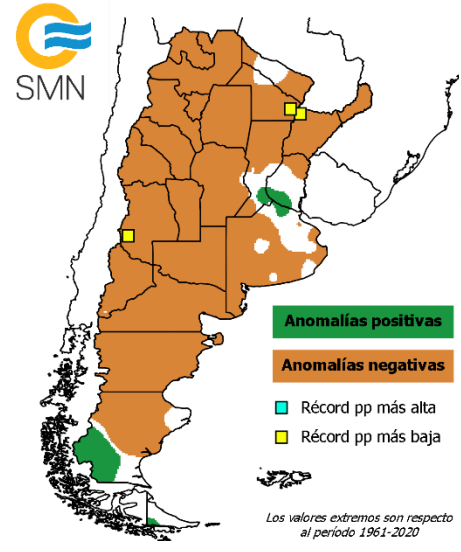 SMN
Anomalías positivas
Anomalías negativas
Récord pp más alta
Récord pp más baja
Los valores extremos son respecto
al período 1961-2020